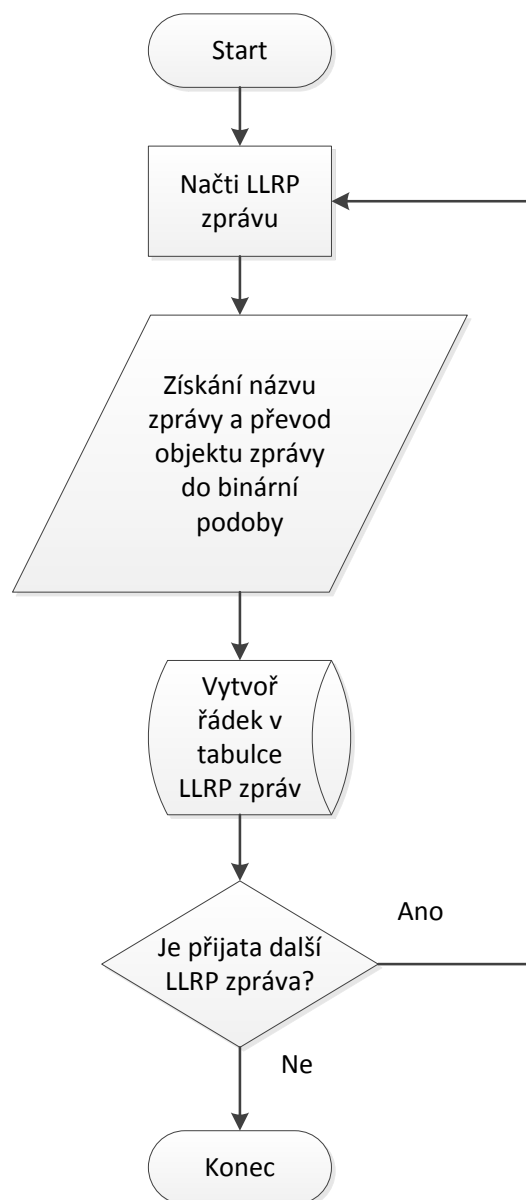 Start
Načti LLRP
zprávu
Získání názvu
zprávy a převod
objektu zprávy
do binární
podoby
Vytvoř
řádek v
tabulce
LLRP zpráv
Ano
Je přijata další
LLRP zpráva?
Ne
Konec